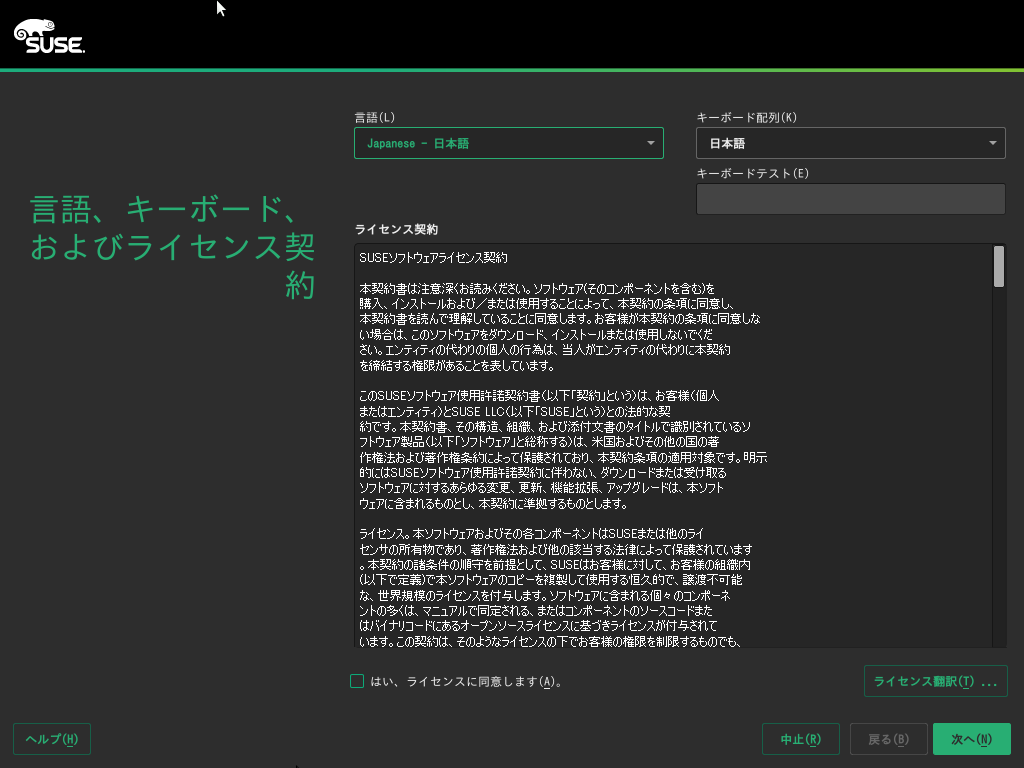 SUSE.
言語(L)
キーボード配列(K)
Japanese - 日本語
日本語
キーボードテスト(E)
言語、キーボード、
およびライセンス契
約
ライセンス契約
SUSEソフトウェアライセンス契約
本契約書は注意深くお読みください。ソフトウェア(そのコンポーネントを含む)を
購入、インストールおよび／または使用することによって、本契約の条項に同意し、
本契約書を読んで理解していることに同意します。お客様が本契約の条項に同意しな
い場合は、このソフトウェアをダウンロード、インストールまたは使用しないでくだ
さい。エンティティの代わりの個人の行為は、当人がエンティティの代わりに本契約
を締結する権限があることを表しています。
このSUSEソフトウェア使用許諾契約書(以下「契約」という)は、お客様(個人
またはエンティティ)とSUSE LLC(以下「SUSE」という)との法的な契
約です。本契約書、その構造、組織、および添付文書のタイトルで識別されているソ
フトウェア製品(以下「ソフトウェア」と総称する)は、米国およびその他の国の著
作権法および著作権条約によって保護されており、本契約条項の適用対象です。明示
的にはSUSEソフトウェア使用許諾契約に伴わない、ダウンロードまたは受け取る
ソフトウェアに対するあらゆる変更、更新、機能拡張、アップグレードは、本ソフト
ウェアに含まれるものとし、本契約に準拠するものとします。
ライセンス。本ソフトウェアおよびその各コンポーネントはSUSEまたは他のライ
センサの所有物であり、著作権法および他の該当する法律によって保護されています
。本契約の諸条件の順守を前提として、SUSEはお客様に対して、お客様の組織内
(以下で定義)で本ソフトウェアのコピーを複製して使用する恒久的で、譲渡不可能
な、世界規模のライセンスを付与します。ソフトウェアに含まれる個々のコンポーネ
ントの多くは、マニュアルで同定される、またはコンポーネントのソースコードまた
はバイナリコードにあるオープンソースライセンスに基づきライセンスが付与されて
います。この契約は、そのようなライセンスの下でお客様の権限を制限するものでも、
はい、ライセンスに同意します(A)。
ライセンス翻訳(T) ...
ヘルプ(H)
中止(R)
戻る(B)
次へ(N)